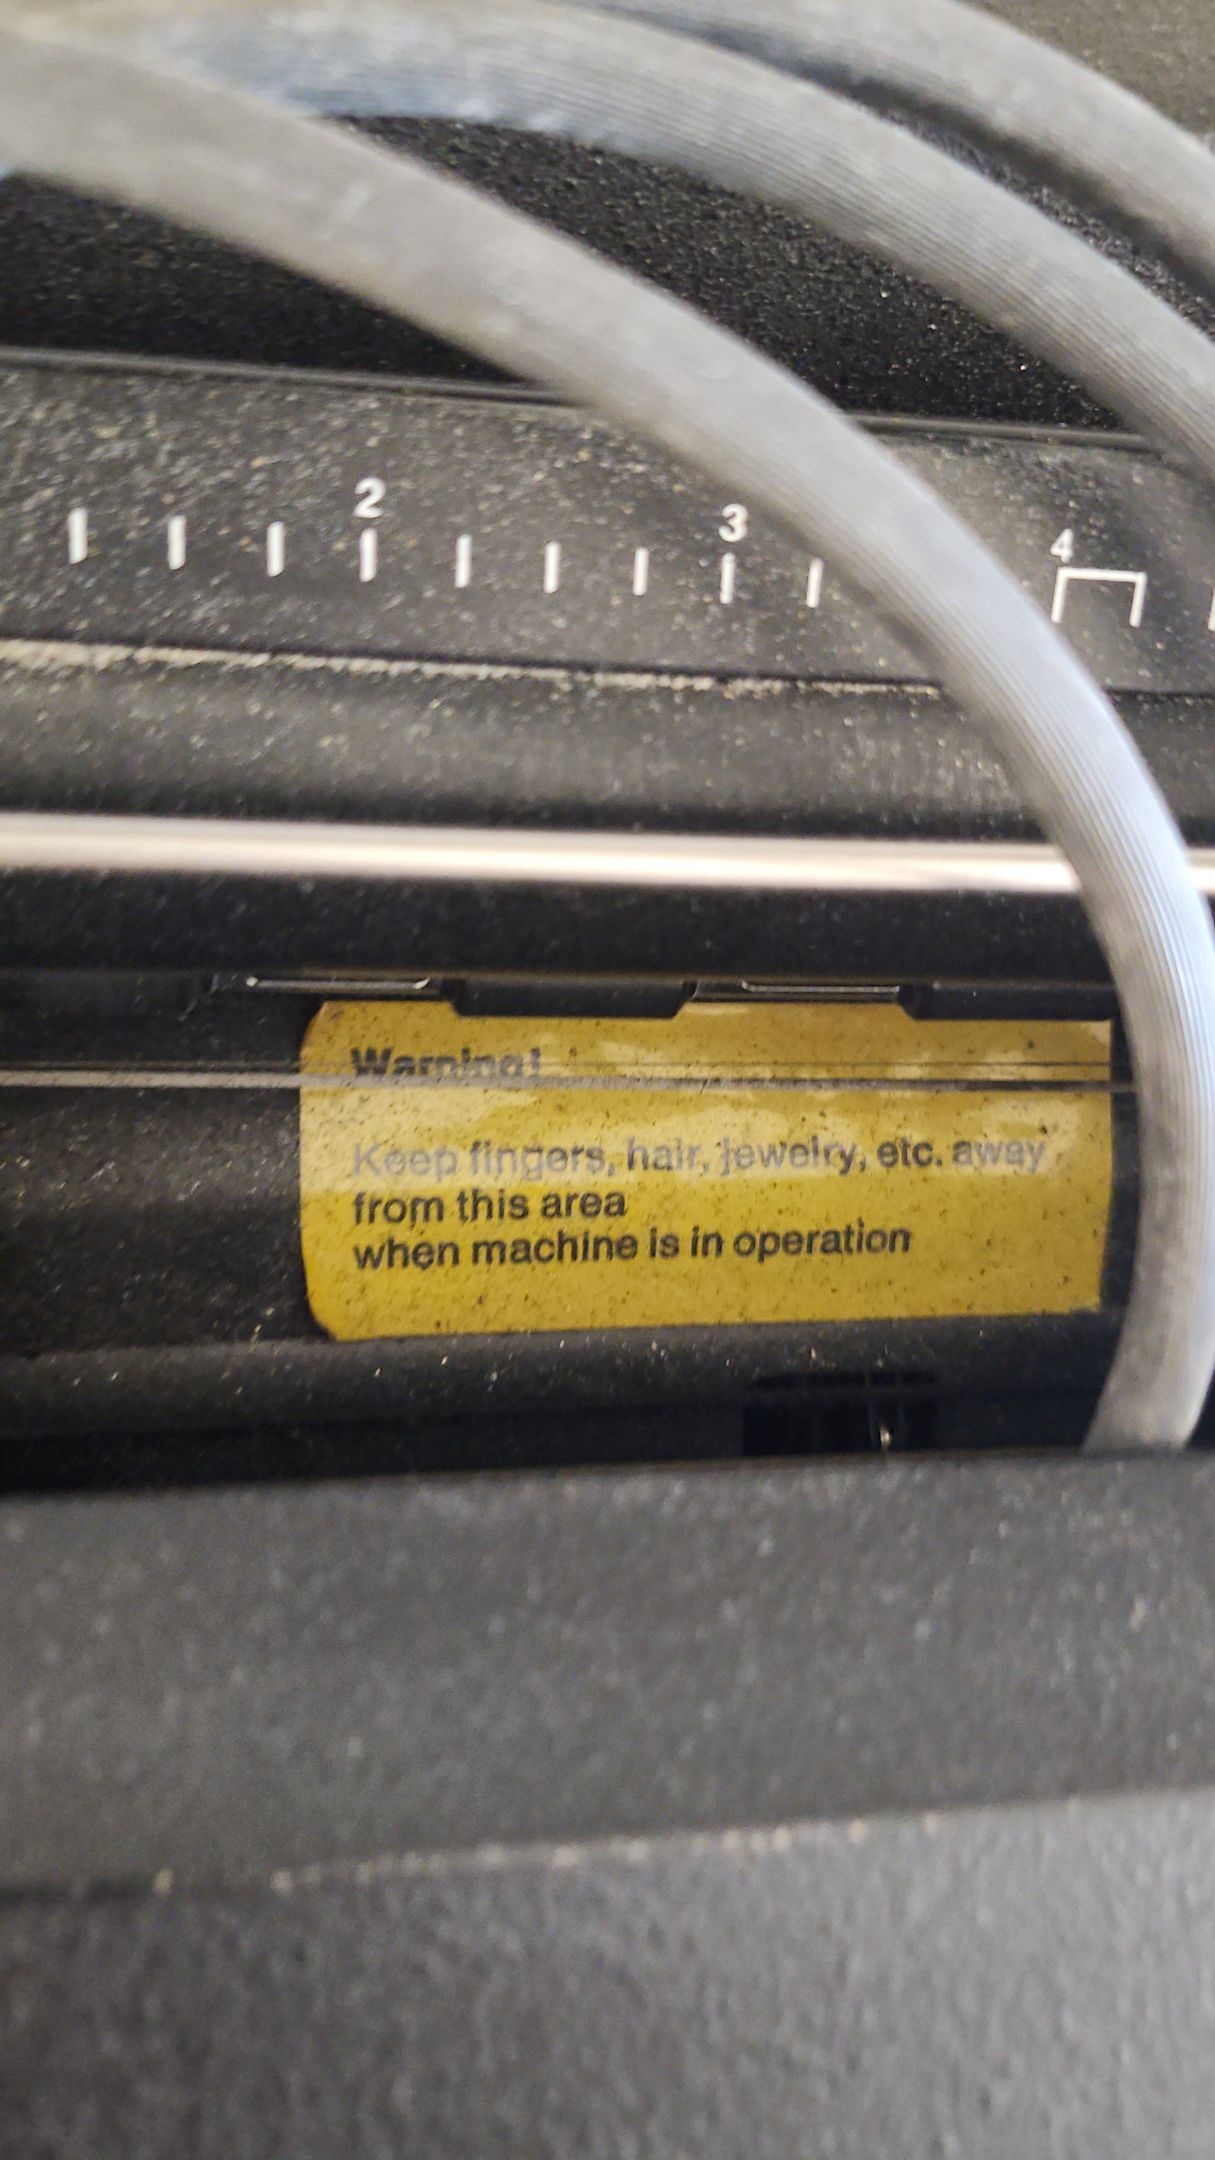 2 3 4
Warning!
Keep fingers, hair, jewelry, etc. away
from this area
when machine is in operation